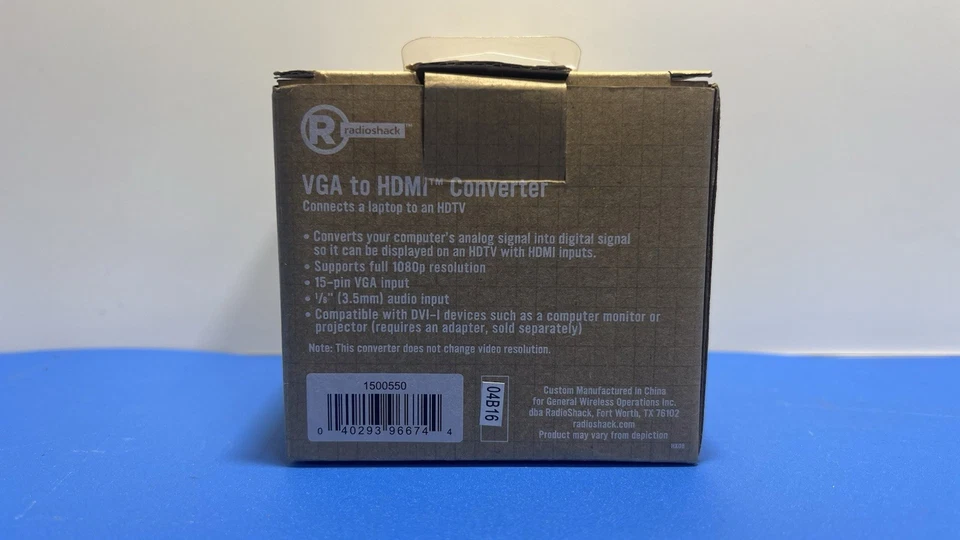 R radioshack™
VGA to HDMI™ Converter
Connects a laptop to an HDTV
• Converts your computer's analog signal into digital signal
so it can be displayed on an HDTV with HDMI inputs.
• Supports full 1080p resolution
• 15-pin VGA input
• 1/8" (3.5mm) audio input
• Compatible with DVI-I devices such as a computer monitor or
projector (requires an adapter, sold separately)
Note: This converter does not change video resolution.
1500550
0 40293 96674 4
04B16
Custom Manufactured in China
for General Wireless Operations Inc.
dba RadioShack, Fort Worth, TX 76102
radioshack.com
Product may vary from depiction